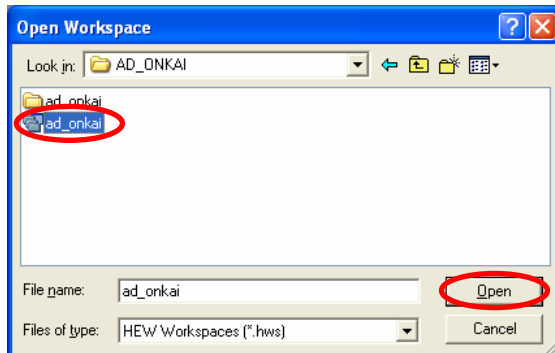 Open Workspace
Look in: AD_ONKAI
ad_onkai
ad_onkai
File name: ad_onkai
Open
Files of type: HEW Workspaces (*.hws)
Cancel